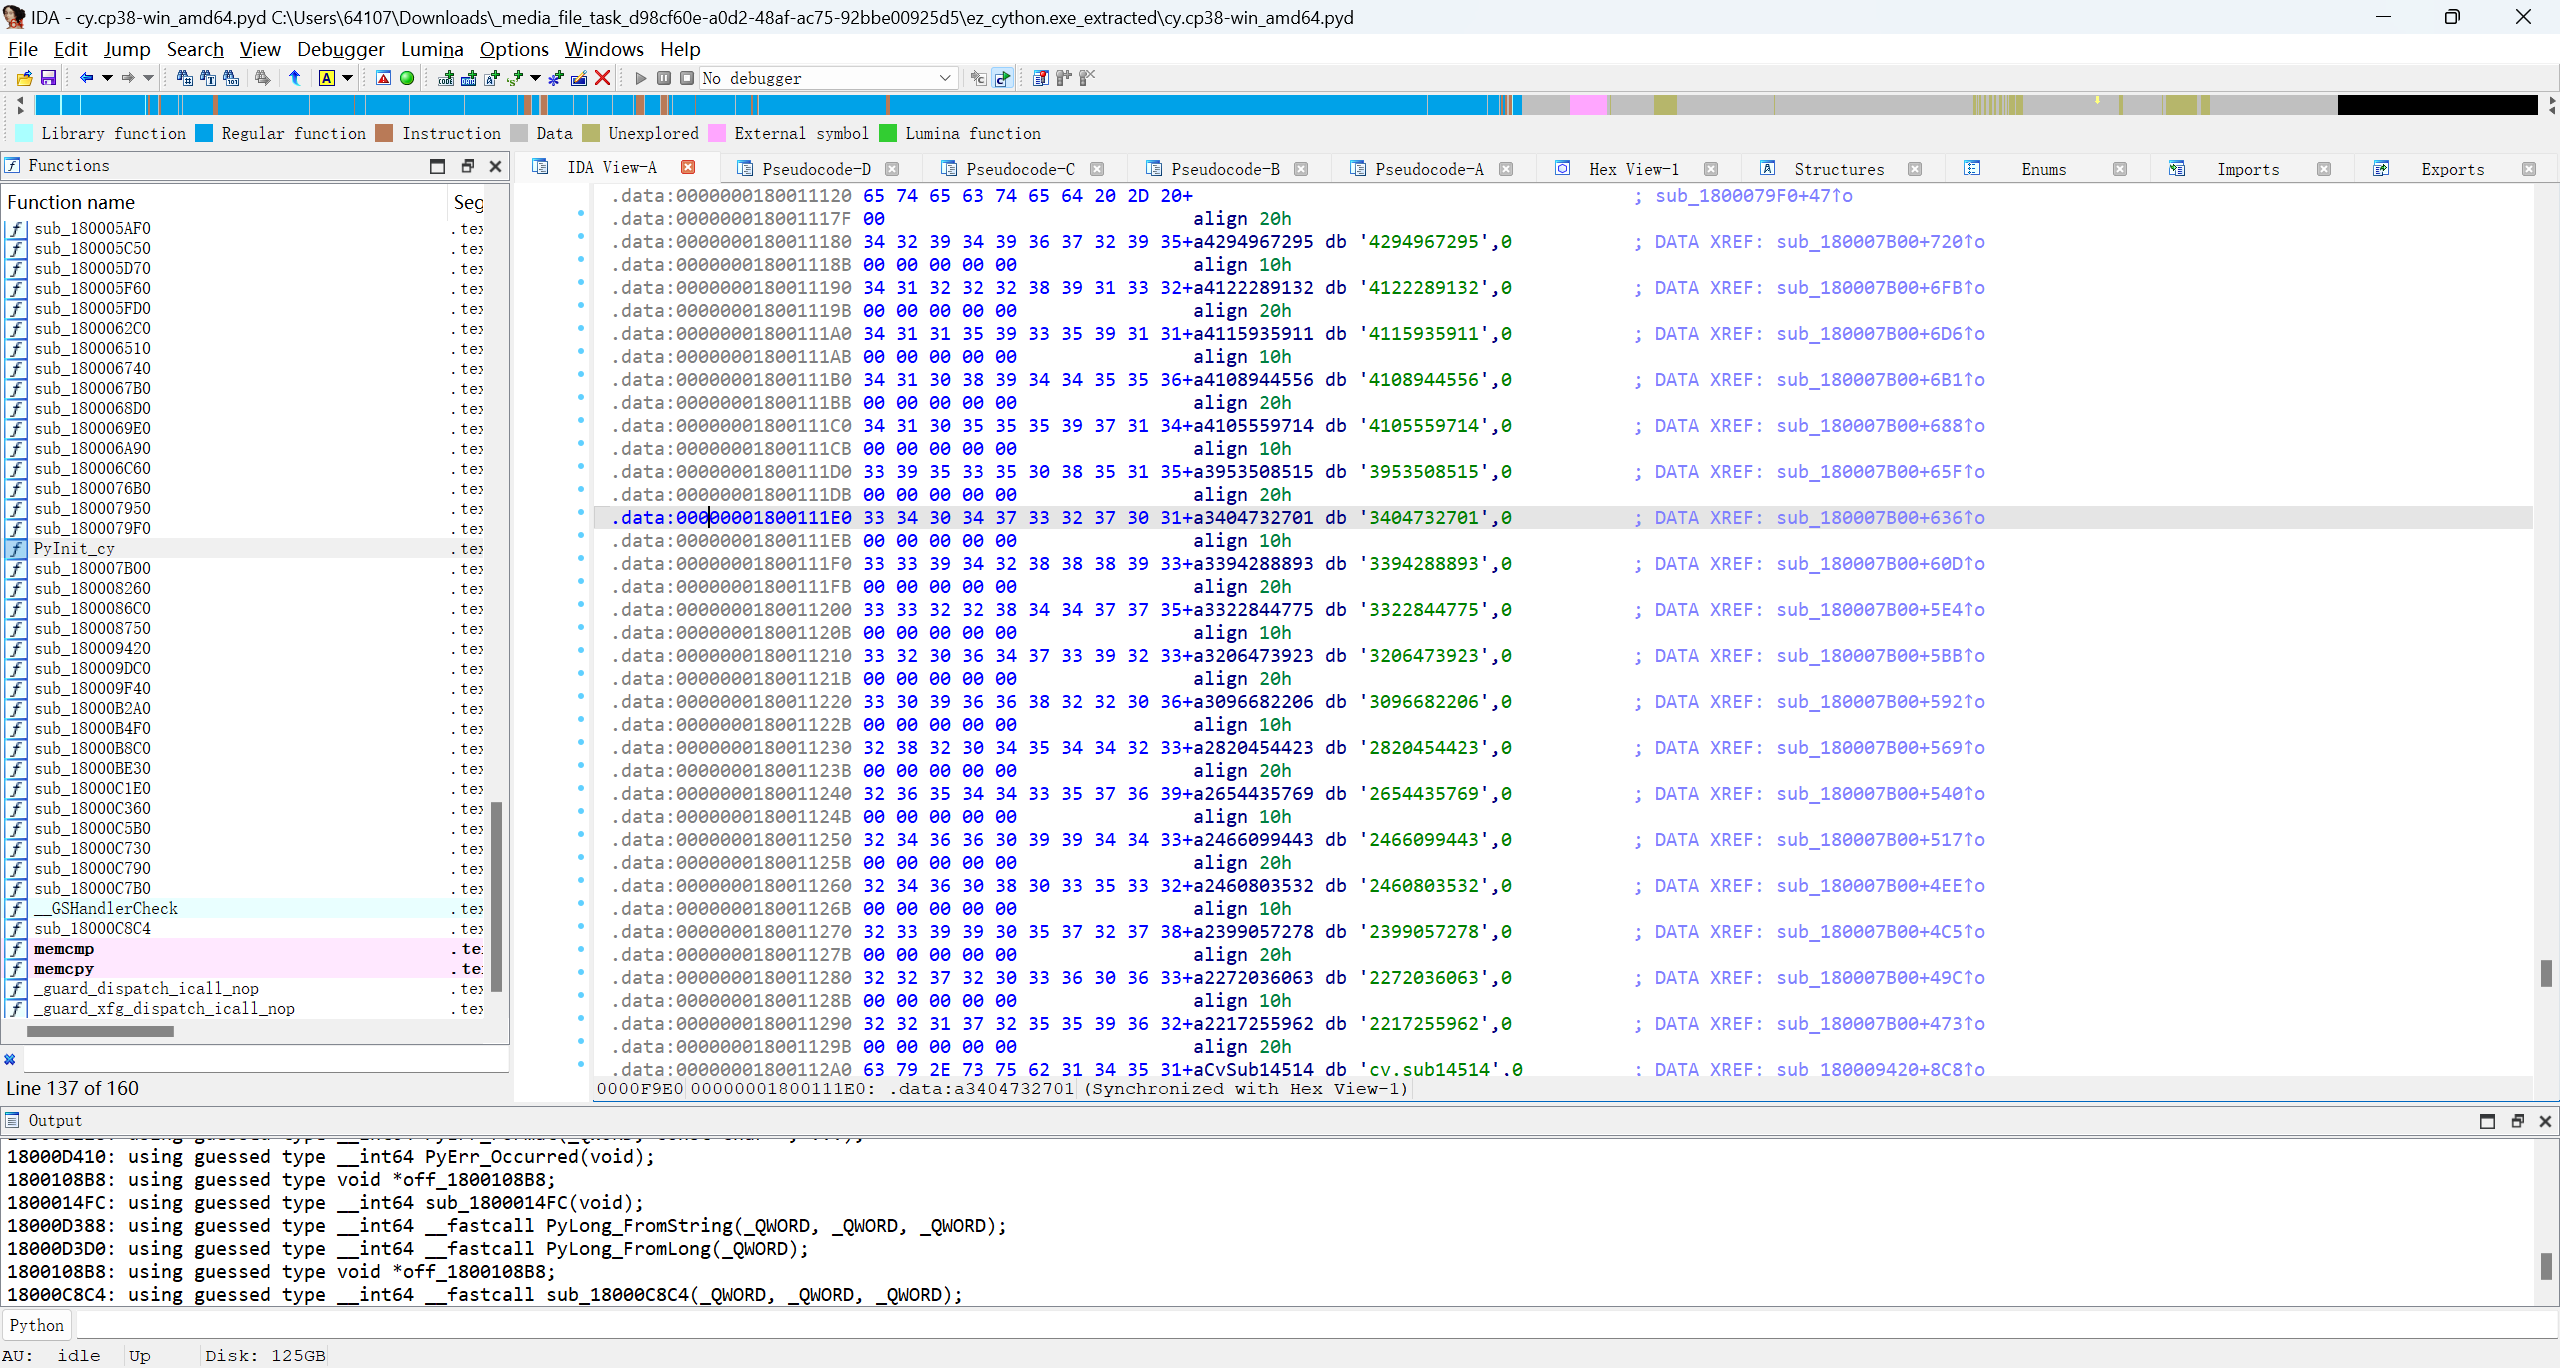 IDA - cy.cp38-win_amd64.pyd C:\Users\64107\Downloads\_media_file_task_d98cf60e-a0d2-48af-ac75-92bbe00925d5\ez_cython.exe_extracted\cy.cp38-win_amd64.pyd
File Edit Jump Search View Debugger Lumina Options Windows Help
No debugger
Library function Regular function Instruction Data Unexplored External symbol Lumina function
Functions
Function name Seg
sub_180005AF0 .tex
sub_180005C50 .tex
sub_180005D70 .tex
sub_180005F60 .tex
sub_180005FD0 .tex
sub_1800062C0 .tex
sub_180006510 .tex
sub_180006740 .tex
sub_1800067B0 .tex
sub_1800068D0 .tex
sub_1800069E0 .tex
sub_180006A90 .tex
sub_180006C60 .tex
sub_1800076B0 .tex
sub_180007950 .tex
sub_1800079F0 .tex
PyInit_cy .tex
sub_180007B00 .tex
sub_180008260 .tex
sub_1800086C0 .tex
sub_180008750 .tex
sub_180009420 .tex
sub_180009DC0 .tex
sub_180009F40 .tex
sub_18000B2A0 .tex
sub_18000B4F0 .tex
sub_18000B8C0 .tex
sub_18000BE30 .tex
sub_18000C1E0 .tex
sub_18000C360 .tex
sub_18000C5B0 .tex
sub_18000C730 .tex
sub_18000C790 .tex
sub_18000C7B0 .tex
__GSHandlerCheck .tex
sub_18000C8C4 .tex
memcmp .te
memcpy .te
_guard_dispatch_icall_nop .tex
_guard_xfg_dispatch_icall_nop .tex
Line 137 of 160
IDA View-A Pseudocode-D Pseudocode-C Pseudocode-B Pseudocode-A Hex View-1 Structures Enums Imports Exports
.data:0000000180011120 65 74 65 63 74 65 64 20 2D 20+ ; sub_1800079F0+47↑o
.data:000000018001117F 00 align 20h
.data:0000000180011180 34 32 39 34 39 36 37 32 39 35+a4294967295 db '4294967295',0 ; DATA XREF: sub_180007B00+720↑o
.data:000000018001118B 00 00 00 00 00 align 10h
.data:0000000180011190 34 31 32 32 32 38 39 31 33 32+a4122289132 db '4122289132',0 ; DATA XREF: sub_180007B00+6FB↑o
.data:000000018001119B 00 00 00 00 00 align 20h
.data:00000001800111A0 34 31 31 35 39 33 35 39 31 31+a4115935911 db '4115935911',0 ; DATA XREF: sub_180007B00+6D6↑o
.data:00000001800111AB 00 00 00 00 00 align 10h
.data:00000001800111B0 34 31 30 38 39 34 34 35 35 36+a4108944556 db '4108944556',0 ; DATA XREF: sub_180007B00+6B1↑o
.data:00000001800111BB 00 00 00 00 00 align 20h
.data:00000001800111C0 34 31 30 35 35 35 39 37 31 34+a4105559714 db '4105559714',0 ; DATA XREF: sub_180007B00+688↑o
.data:00000001800111CB 00 00 00 00 00 align 10h
.data:00000001800111D0 33 39 35 33 35 30 38 35 31 35+a3953508515 db '3953508515',0 ; DATA XREF: sub_180007B00+65F↑o
.data:00000001800111DB 00 00 00 00 00 align 20h
.data:00000001800111E0 33 34 30 34 37 33 32 37 30 31+a3404732701 db '3404732701',0 ; DATA XREF: sub_180007B00+636↑o
.data:00000001800111EB 00 00 00 00 00 align 10h
.data:00000001800111F0 33 33 39 34 32 38 38 38 39 33+a3394288893 db '3394288893',0 ; DATA XREF: sub_180007B00+60D↑o
.data:00000001800111FB 00 00 00 00 00 align 20h
.data:0000000180011200 33 33 32 32 38 34 34 37 37 35+a3322844775 db '3322844775',0 ; DATA XREF: sub_180007B00+5E4↑o
.data:000000018001120B 00 00 00 00 00 align 10h
.data:0000000180011210 33 32 30 36 34 37 33 39 32 33+a3206473923 db '3206473923',0 ; DATA XREF: sub_180007B00+5BB↑o
.data:000000018001121B 00 00 00 00 00 align 20h
.data:0000000180011220 33 30 39 36 36 38 32 32 30 36+a3096682206 db '3096682206',0 ; DATA XREF: sub_180007B00+592↑o
.data:000000018001122B 00 00 00 00 00 align 10h
.data:0000000180011230 32 38 32 30 34 35 34 34 32 33+a2820454423 db '2820454423',0 ; DATA XREF: sub_180007B00+569↑o
.data:000000018001123B 00 00 00 00 00 align 20h
.data:0000000180011240 32 36 35 34 34 33 35 37 36 39+a2654435769 db '2654435769',0 ; DATA XREF: sub_180007B00+540↑o
.data:000000018001124B 00 00 00 00 00 align 10h
.data:0000000180011250 32 34 36 36 30 39 39 34 34 33+a2466099443 db '2466099443',0 ; DATA XREF: sub_180007B00+517↑o
.data:000000018001125B 00 00 00 00 00 align 20h
.data:0000000180011260 32 34 36 30 38 30 33 35 33 32+a2460803532 db '2460803532',0 ; DATA XREF: sub_180007B00+4EE↑o
.data:000000018001126B 00 00 00 00 00 align 10h
.data:0000000180011270 32 33 39 39 30 35 37 32 37 38+a2399057278 db '2399057278',0 ; DATA XREF: sub_180007B00+4C5↑o
.data:000000018001127B 00 00 00 00 00 align 20h
.data:0000000180011280 32 32 37 32 30 33 36 30 36 33+a2272036063 db '2272036063',0 ; DATA XREF: sub_180007B00+49C↑o
.data:000000018001128B 00 00 00 00 00 align 10h
.data:0000000180011290 32 32 31 37 32 35 35 39 36 32+a2217255962 db '2217255962',0 ; DATA XREF: sub_180007B00+473↑o
.data:000000018001129B 00 00 00 00 00 align 20h
.data:00000001800112A0 63 79 2E 73 75 62 31 34 35 31+aCySub14514 db 'cy.sub14514',0 ; DATA XREF: sub_180009420+8C8↑o
0000F9E0 00000001800111E0: .data:a3404732701 (Synchronized with Hex View-1)
Output
18000D410: using guessed type __int64 PyErr_Occurred(void);
1800108B8: using guessed type void *off_1800108B8;
1800014FC: using guessed type __int64 sub_1800014FC(void);
18000D388: using guessed type __int64 __fastcall PyLong_FromString(_QWORD, _QWORD, _QWORD);
18000D3D0: using guessed type __int64 __fastcall PyLong_FromLong(_QWORD);
1800108B8: using guessed type void *off_1800108B8;
18000C8C4: using guessed type __int64 __fastcall sub_18000C8C4(_QWORD, _QWORD, _QWORD);
Python
AU: idle Up Disk: 125GB